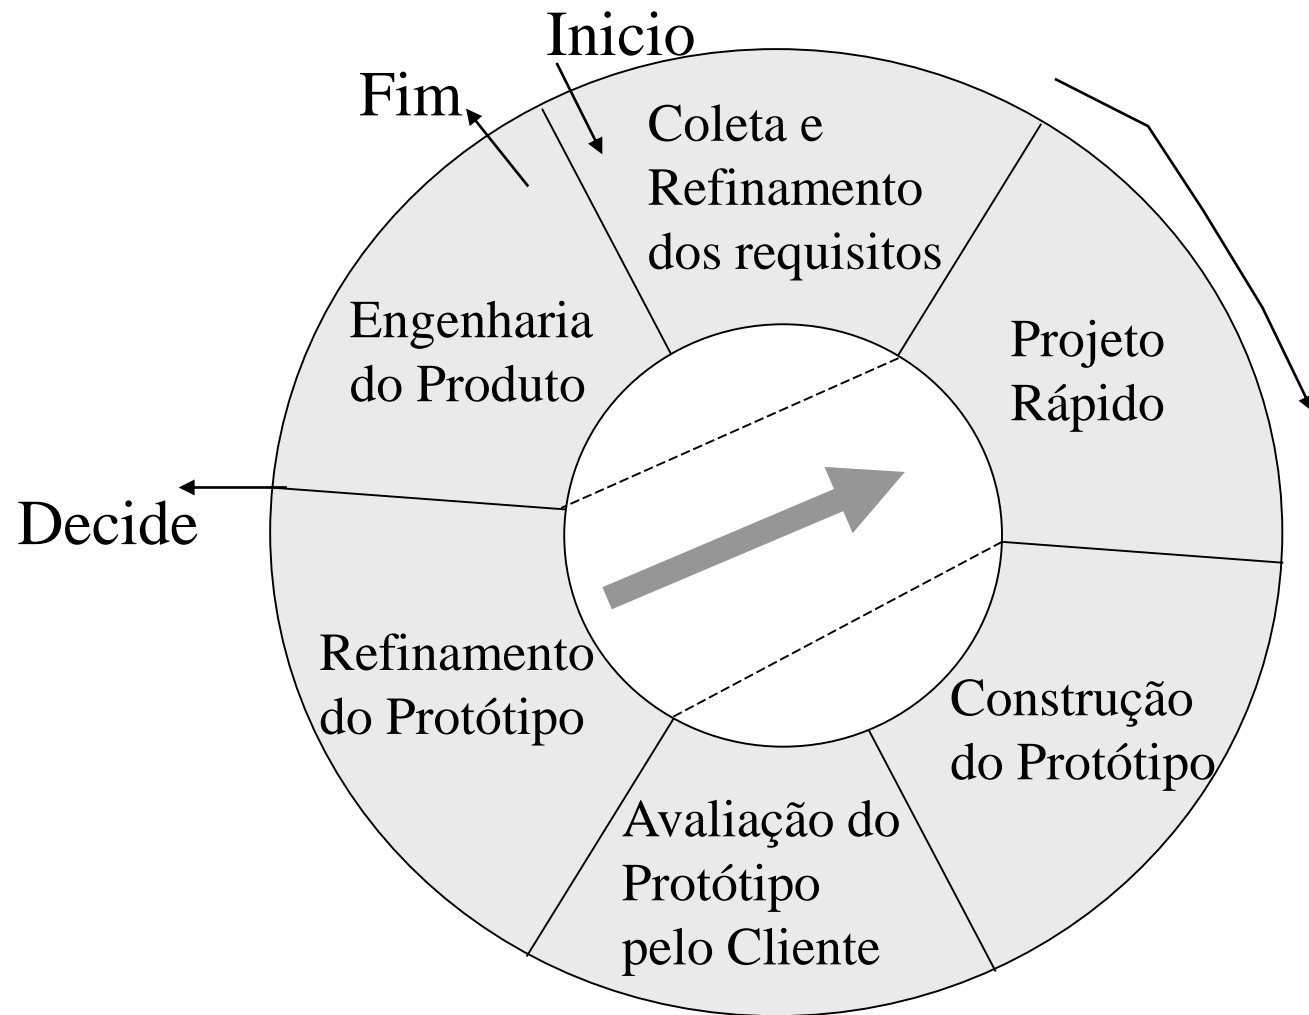 Inicio
Fim
Coleta e
Refinamento
dos requisitos
Projeto
Rápido
Construção
do Protótipo
Avaliação do
Protótipo
pelo Cliente
Refinamento
do Protótipo
Decide
Engenharia
do Produto